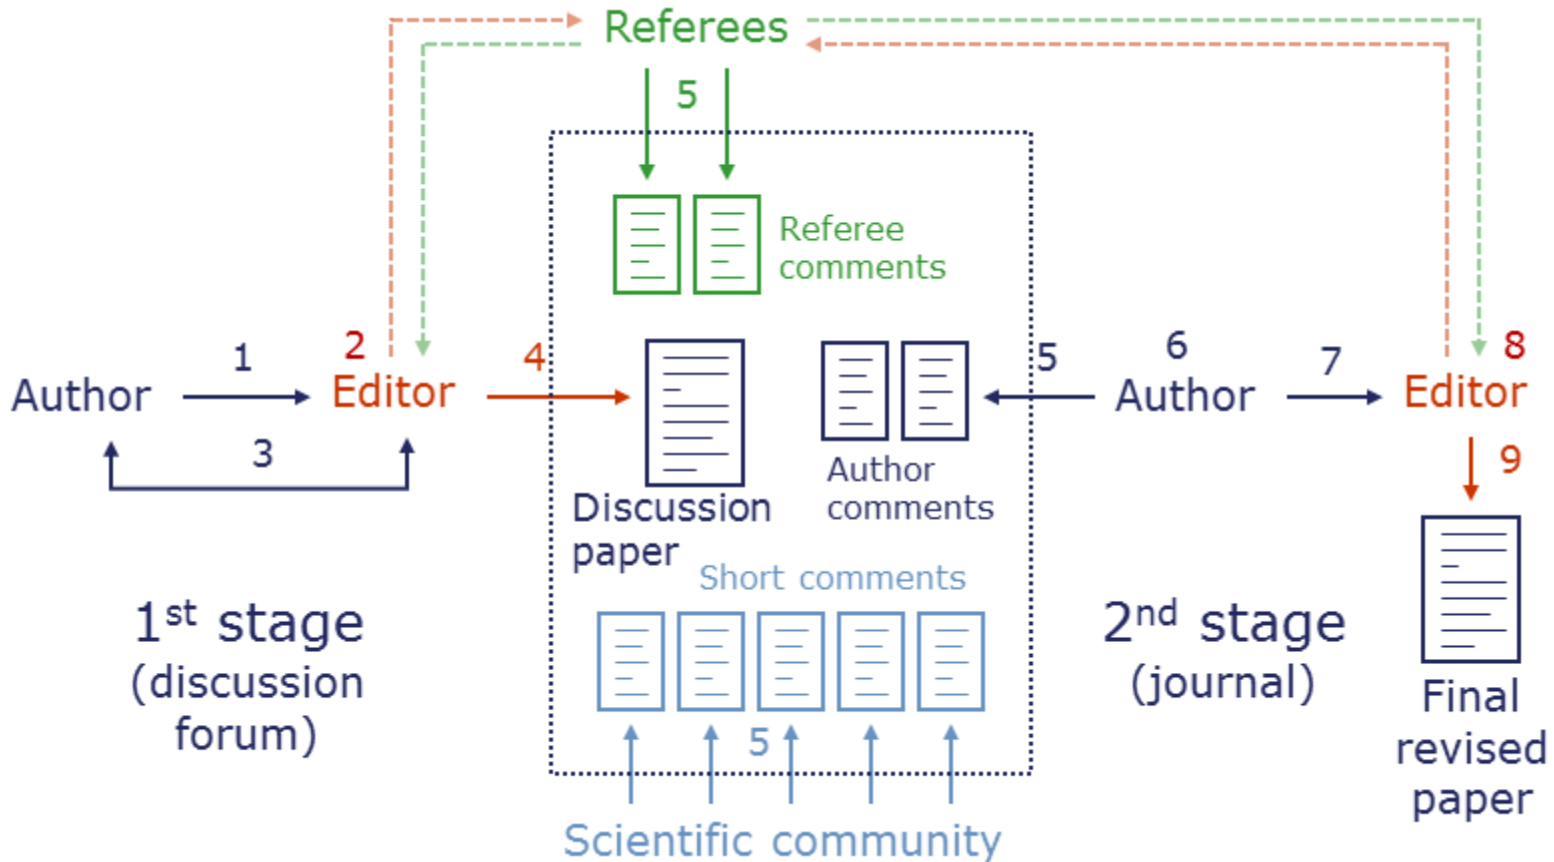 Referees
5
Referee
comments
1
2
4
5
6
7
8
Author
Editor
Author
Editor
3
9
Author
comments
Discussion
paper
Short comments
1st stage
(discussion
forum)
2nd stage
(journal)
Final
revised
paper
5
Scientific community